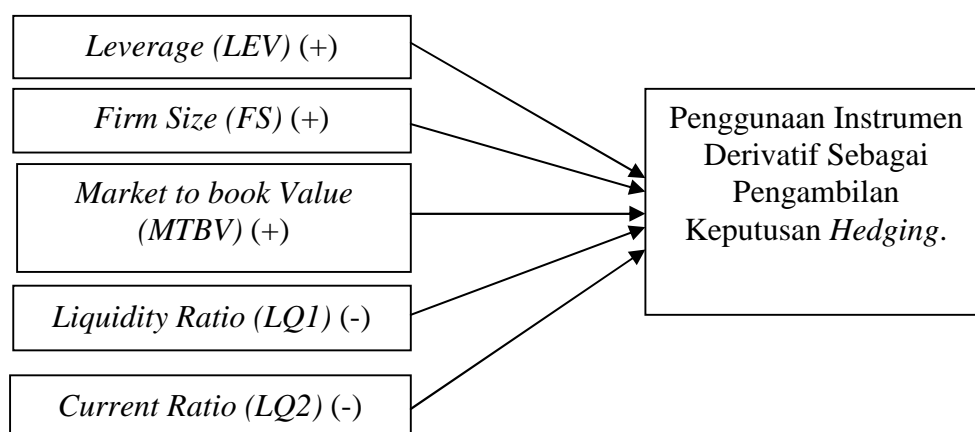 Leverage (LEV) (+)
Firm Size (FS) (+)
Market to book Value
(MTBV) (+)
Liquidity Ratio (LQ1) (-)
Current Ratio (LQ2) (-)
Penggunaan Instrumen
Derivatif Sebagai
Pengambilan
Keputusan Hedging.